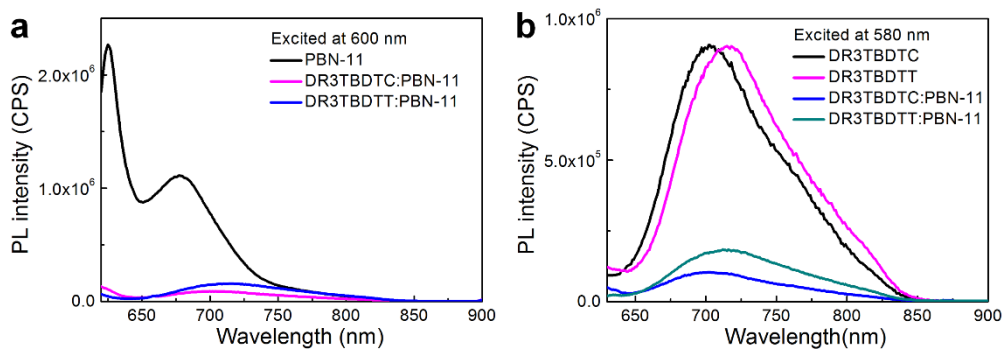 a
Excited at 600 nm
PBN-11
DR3TBDTC:PBN-11
DR3TBDTT:PBN-11
PL intensity (CPS)
2.0x10⁶
1.0x10⁶
0.0
650 700 750 800 850 900
Wavelength (nm)
b
Excited at 580 nm
DR3TBDTC
DR3TBDTT
DR3TBDTC:PBN-11
DR3TBDTT:PBN-11
PL intensity (CPS)
1.0x10⁶
5.0x10⁵
0.0
650 700 750 800 850 900
Wavelength(nm)